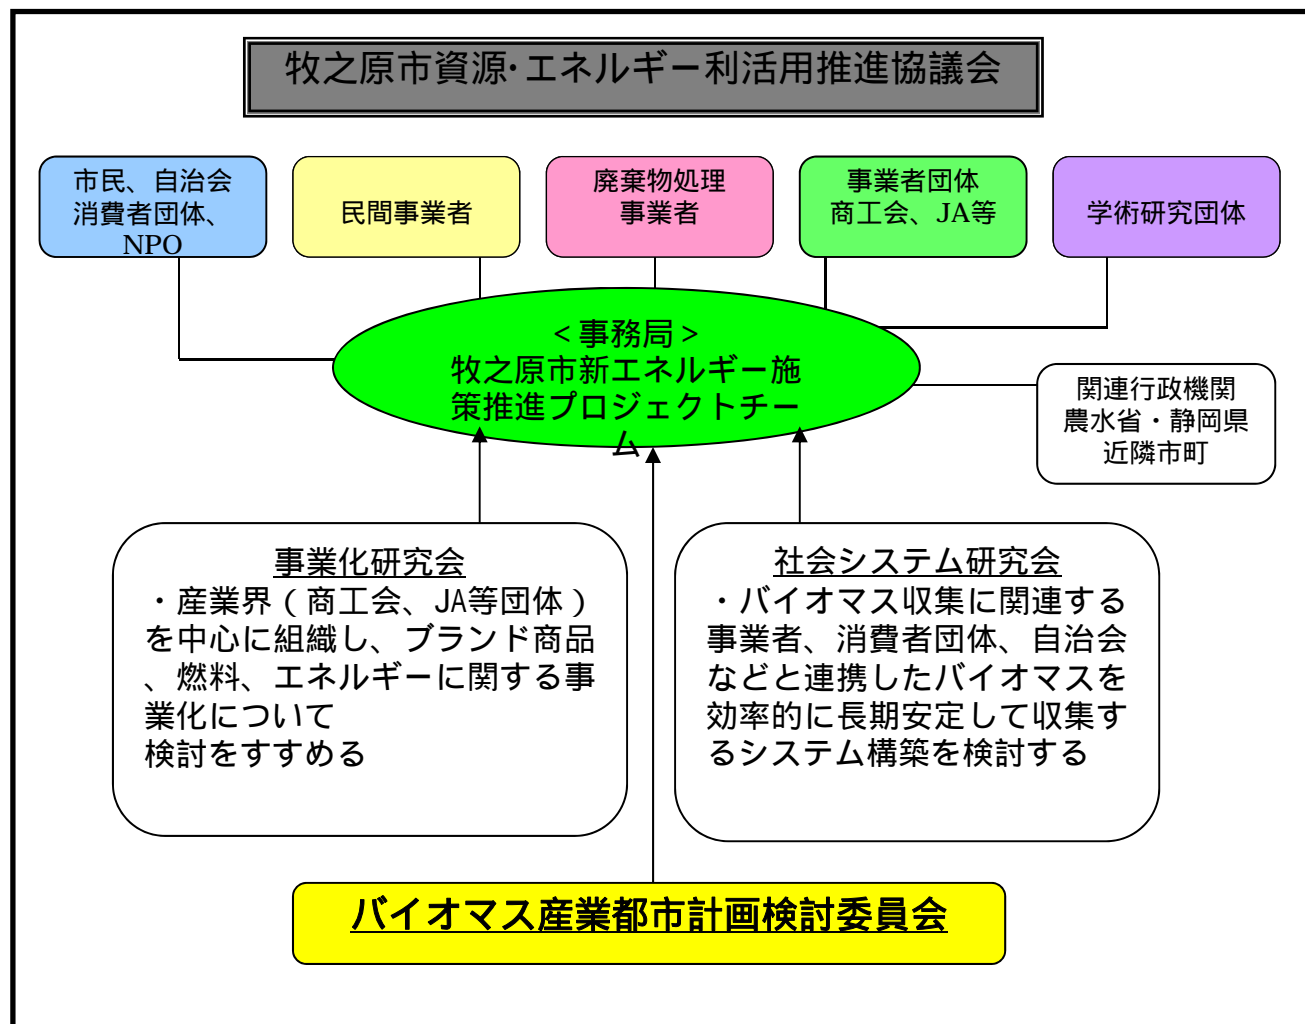 牧之原市資源･エネルギー利活用推進協議会
市民、自治会
消費者団体、
NPO
民間事業者
廃棄物処理
事業者
事業者団体
商工会、JA等
学術研究団体
＜事務局＞
牧之原市新エネルギー施
策推進プロジェクトチー
ム
関連行政機関
農水省・静岡県
近隣市町
事業化研究会
・産業界（商工会、JA等団体）
を中心に組織し、ブランド商品
、燃料、エネルギーに関する事
業化について
検討をすすめる
社会システム研究会
・バイオマス収集に関連する
事業者、消費者団体、自治会
などと連携したバイオマスを
効率的に長期安定して収集す
るシステム構築を検討する
バイオマス産業都市計画検討委員会